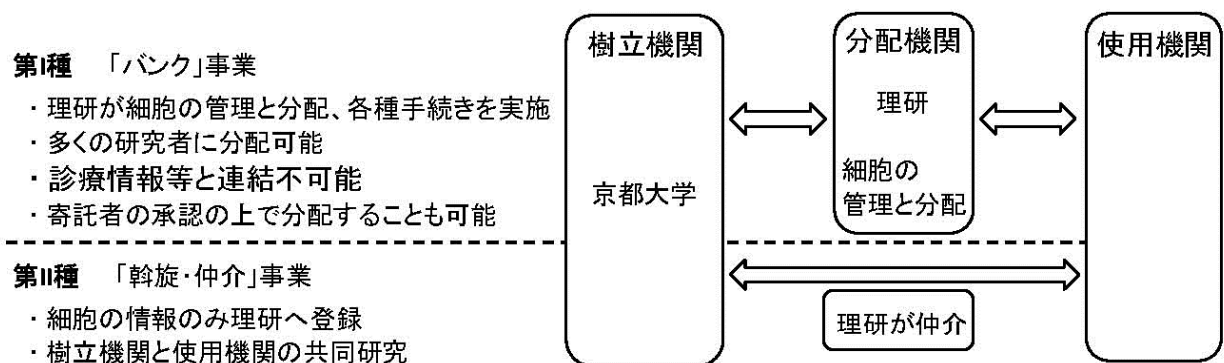 第I種 「バンク」事業
・理研が細胞の管理と分配、各種手続きを実施
・多くの研究者に分配可能
・診療情報等と連結不可能
・寄託者の承認の上で分配することも可能
第II種 「斡旋・仲介」事業
・細胞の情報のみ理研へ登録
・樹立機関と使用機関の共同研究
樹立機関
京都大学
分配機関
理研
細胞の
管理と分配
理研が仲介
使用機関